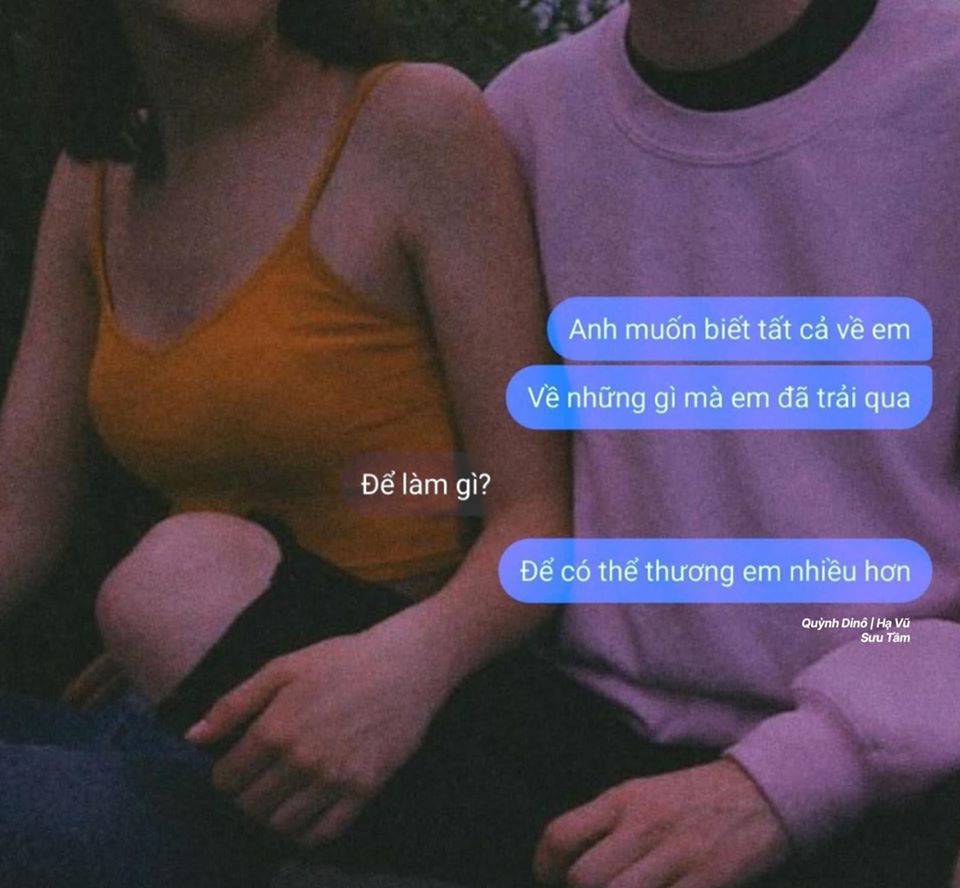 Anh muốn biết tất cả về em
Về những gì mà em đã trải qua
Để làm gì?
Để có thể thương em nhiều hơn
Quỳnh Dinô | Hạ Vũ
Sưu Tầm